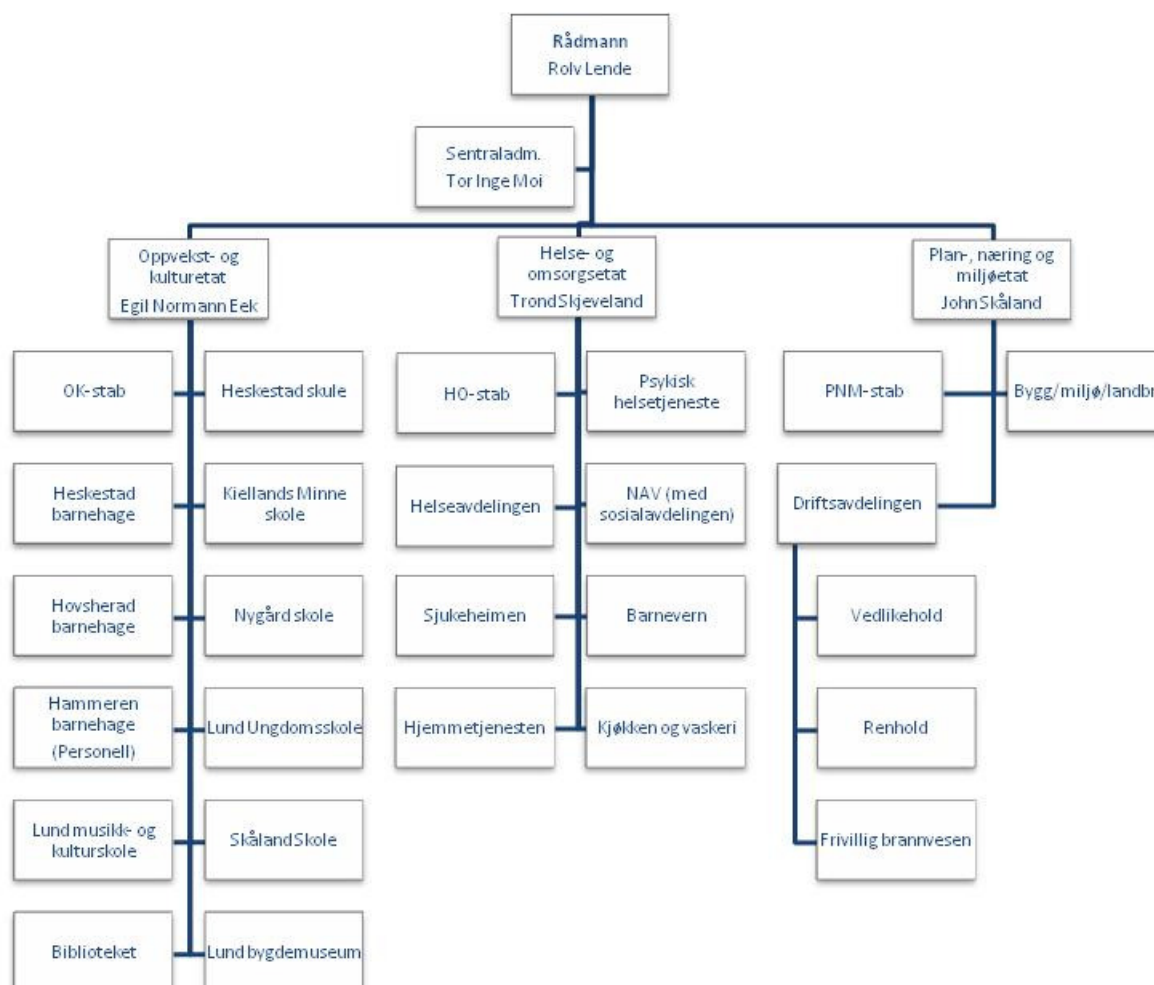 Rådmann
Rolv Lende
Sentraladm.
Tor Inge Moi
Oppvekst- og
kulturetat
Egil Normann Eek
Helse- og
omsorgsetat
Trond Skjeveland
Plan-, næring og
miljøetat
John Skåland
OK-stab
Heskestad skule
HO-stab
Psykisk
helsetjeneste
PNM-stab
Bygg/miljø/landbr
Heskestad
barnehage
Kiellands Minne
skole
Helseavdelingen
NAV (med
sosialavdelingen)
Driftsavdelingen
Hovsherad
barnehage
Nygård skole
Sjukeheimen
Barnevern
Vedlikehold
Hammeren
barnehage
(Personell)
Lund Ungdomsskole
Hjemmetjenesten
Kjøkken og vaskeri
Renhold
Lund musikk- og
kulturskole
Skåland Skole
Frivillig brannvesen
Biblioteket
Lund bygdemuseum